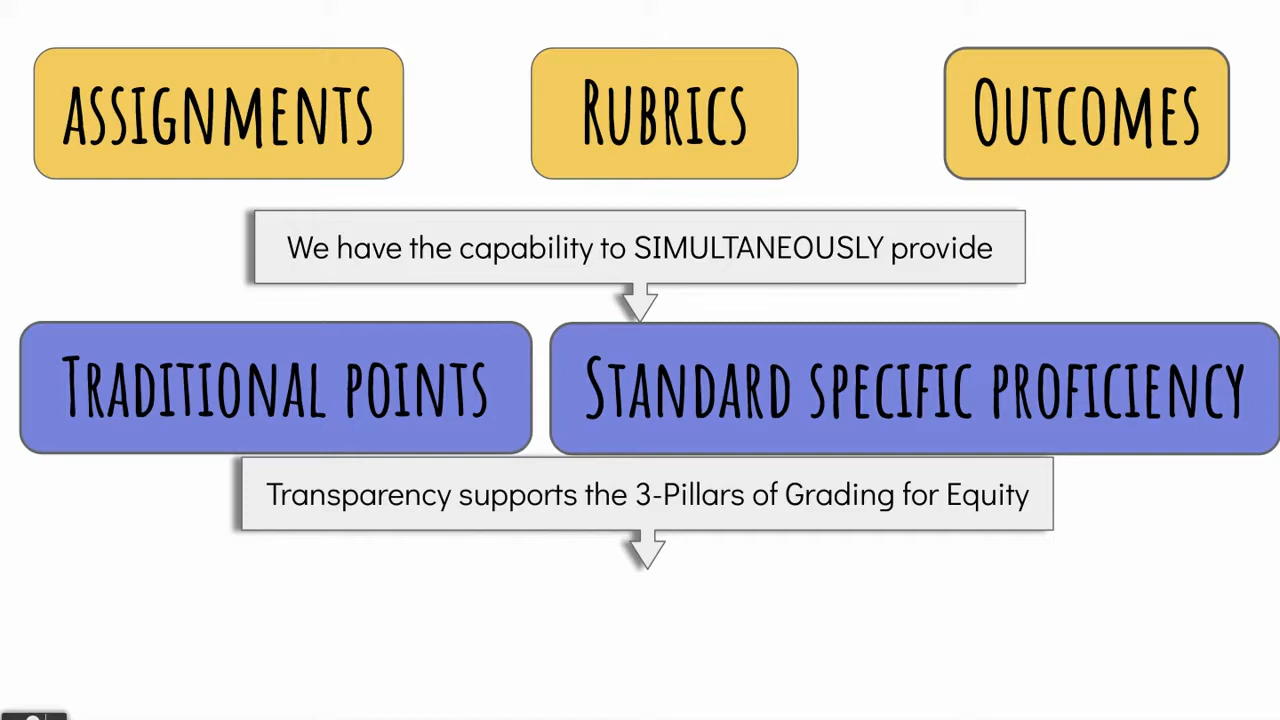 ASSIGNMENTS
RUBRICS
OUTCOMES
We have the capability to SIMULTANEOUSLY provide
TRADITIONAL POINTS
STANDARD SPECIFIC PROFICIENCY
Transparency supports the 3-Pillars of Grading for Equity